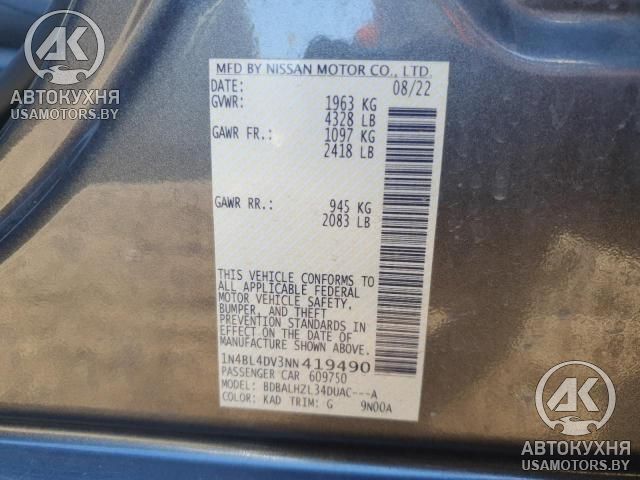 MFD BY NISSAN MOTOR CO., LTD.
DATE: 08/22
GVWR: 1963 KG
4328 LB
GAWR FR.: 1097 KG
2418 LB
GAWR RR.: 945 KG
2083 LB
THIS VEHICLE CONFORMS TO
ALL APPLICABLE FEDERAL
MOTOR VEHICLE SAFETY,
BUMPER, AND THEFT
PREVENTION STANDARDS IN
EFFECT ON THE DATE OF
MANUFACTURE SHOWN ABOVE.
1N4BL4DV3NN419490
PASSENGER CAR 609750
MODEL: BDBALHZL34DUAC---A
COLOR: KAD TRIM: G 9N00A
АК
АВТОКУХНЯ
USAMOTORS.BY
АК
АВТОКУХНЯ
USAMOTORS.BY